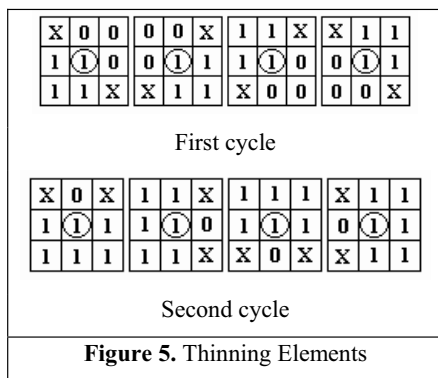 X 0 0 0 0 X 1 1 X X 1 1
1 1 0 0 1 1 1 1 0 0 1 1
1 1 X X 1 1 X 0 0 0 0 X
First cycle
X 0 X 1 1 X 1 1 1 X 1 1
1 1 1 1 1 0 1 1 1 0 1 1
1 1 1 1 1 X X 0 X X 1 1
Second cycle
Figure 5. Thinning Elements